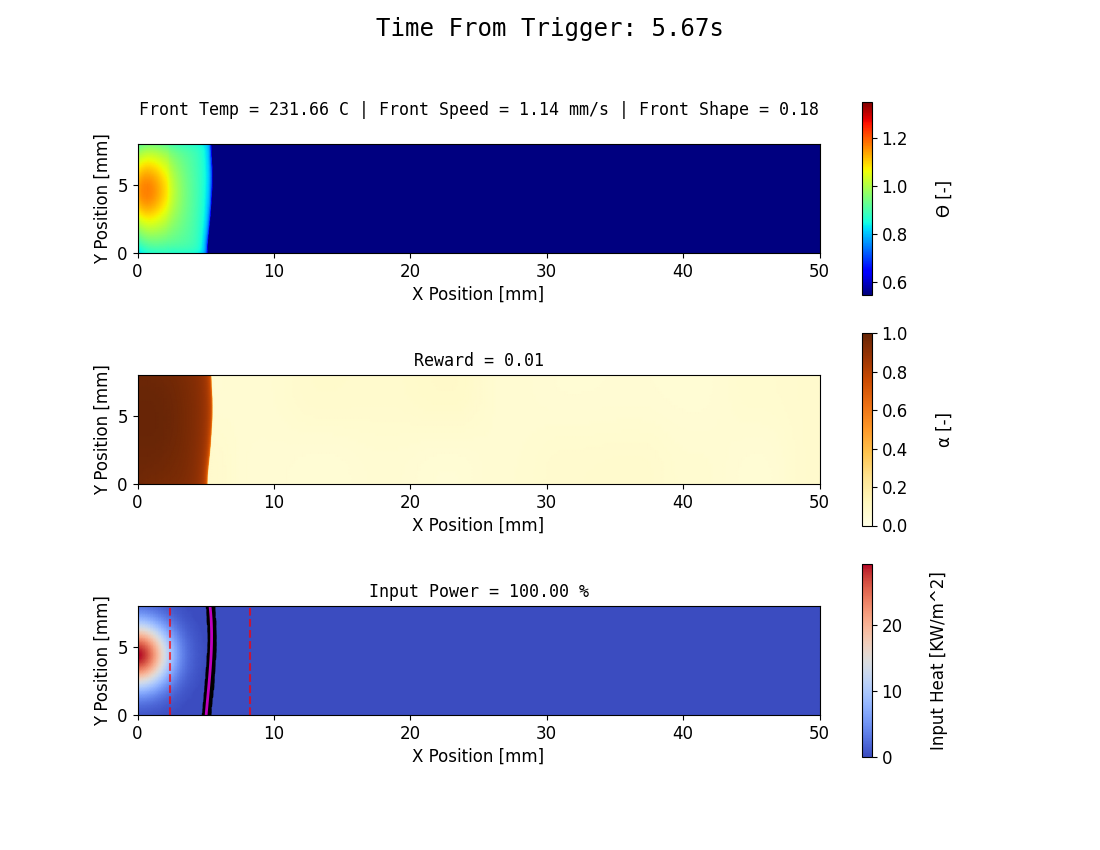 Time From Trigger: 5.67s
Front Temp = 231.66 C | Front Speed = 1.14 mm/s | Front Shape = 0.18
Y Position [mm]
5
0
0 10 20 30 40 50
X Position [mm]
1.2
1.0
0.8
0.6
Θ [-]
Reward = 0.01
Y Position [mm]
5
0
0 10 20 30 40 50
X Position [mm]
1.0
0.8
0.6
0.4
0.2
0.0
α [-]
Input Power = 100.00 %
Y Position [mm]
5
0
0 10 20 30 40 50
X Position [mm]
20
10
0
Input Heat [KW/m^2]